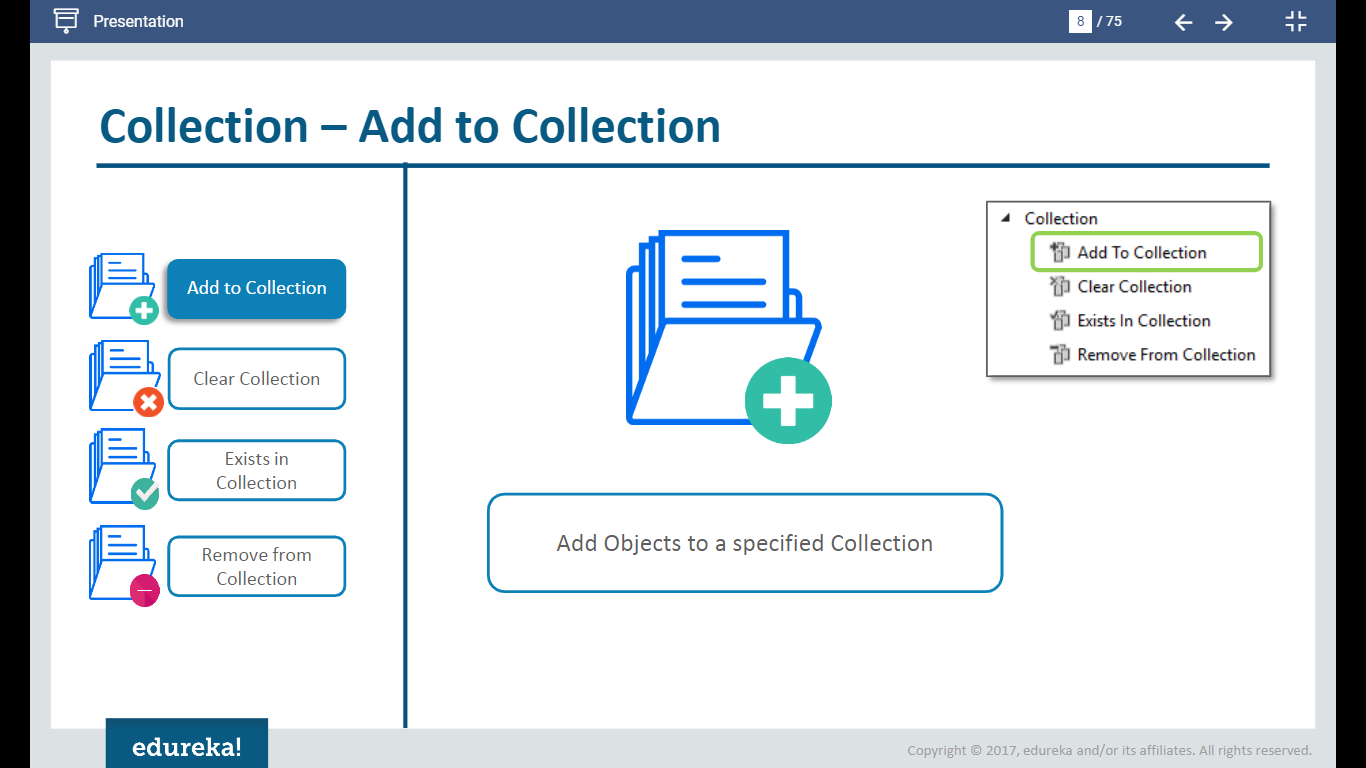 Presentation
8 / 75
Collection – Add to Collection
Add to Collection
Clear Collection
Exists in
Collection
Remove from
Collection
Add Objects to a specified Collection
Collection
Add To Collection
Clear Collection
Exists In Collection
Remove From Collection
edureka!
Copyright © 2017, edureka and/or its affiliates. All rights reserved.